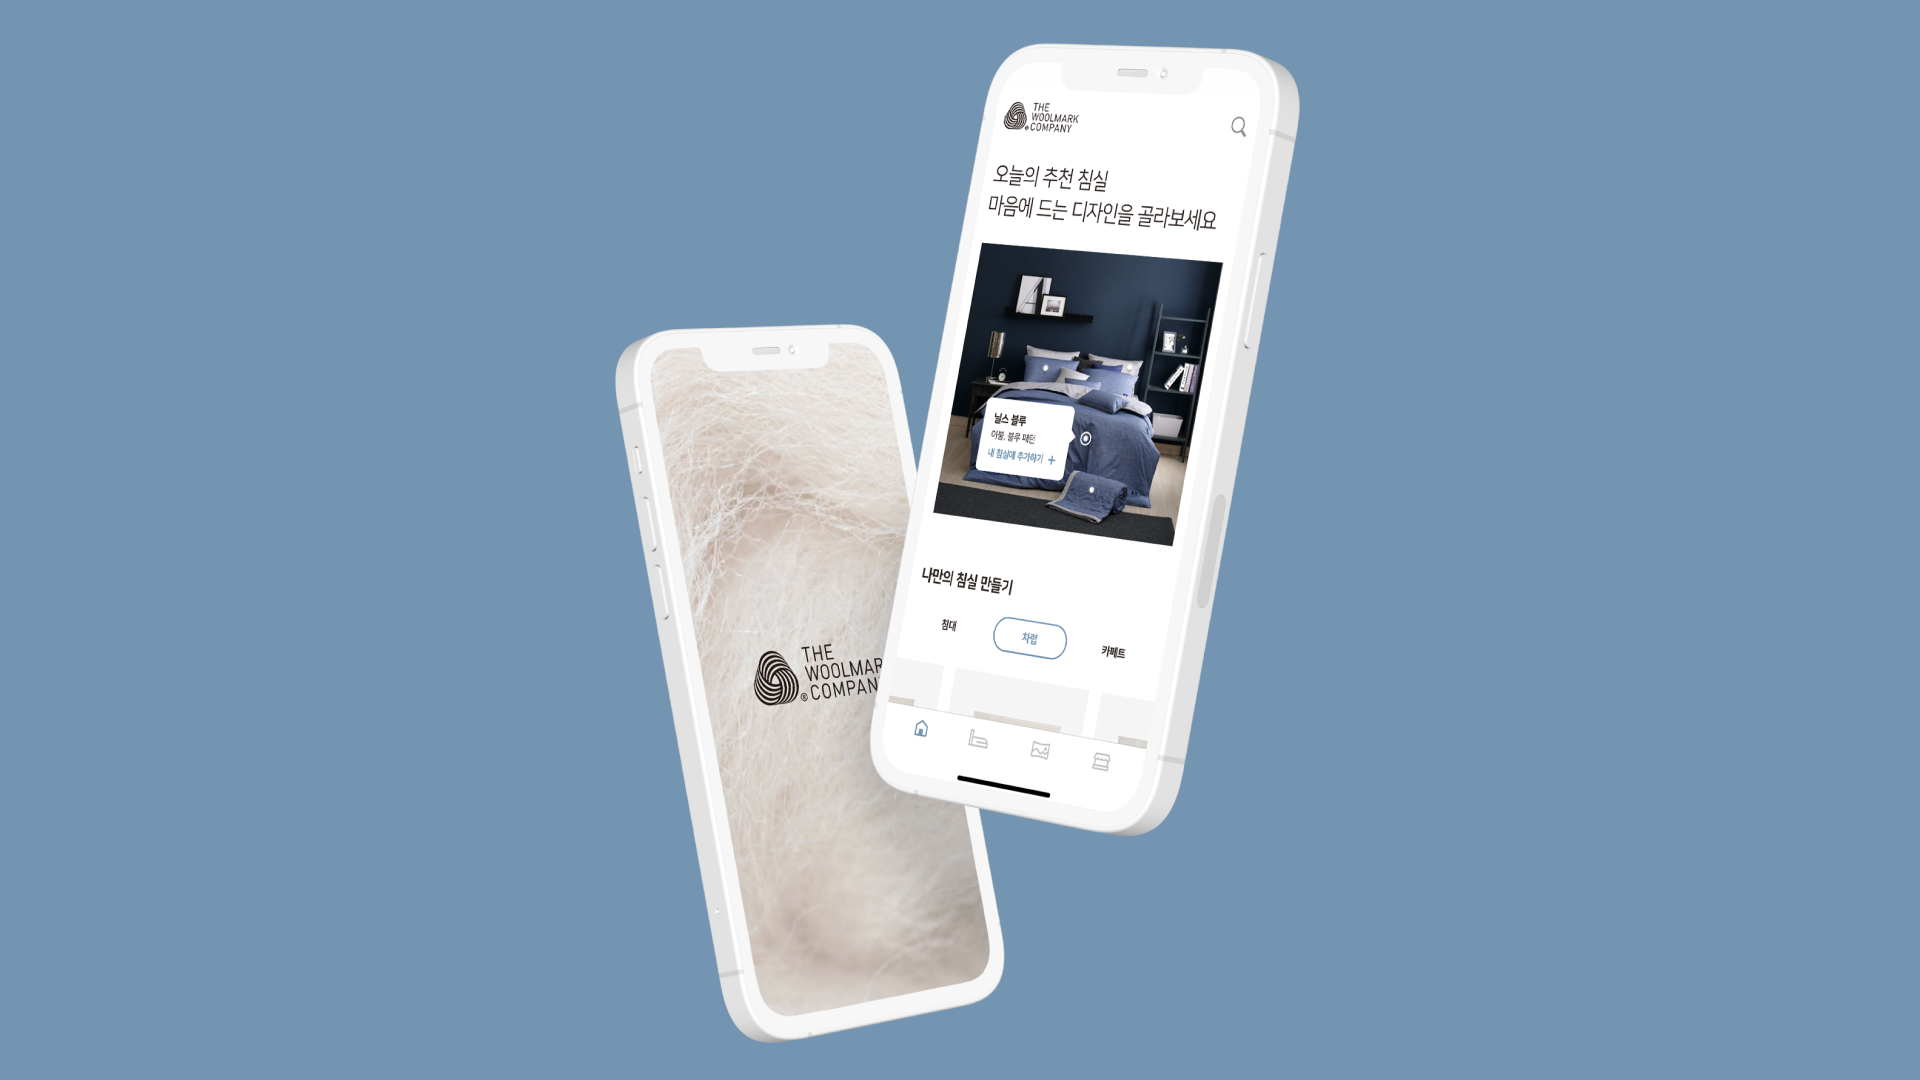 THE
WOOLMARK
® COMPANY
오늘의 추천 침실
마음에 드는 디자인을 골라보세요
닐스 블루
이불, 블루 패턴
내 침실에 추가하기 +
나만의 침실 만들기
침대
차렵
카페트
THE
WOOLMAR
® COMPAN